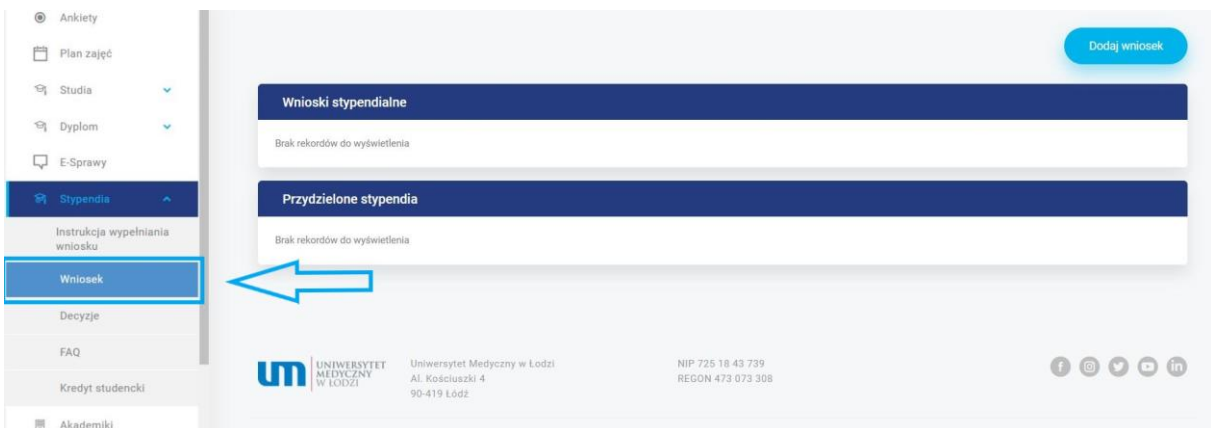 Ankiety
Plan zajęć
Studia
Dyplom
E-Sprawy
Stypendia
Instrukcja wypełniania
wniosku
Wniosek
Decyzje
FAQ
Kredyt studencki
Akademiki
Dodaj wniosek
Wnioski stypendialne
Brak rekordów do wyświetlenia
Przydzielone stypendia
Brak rekordów do wyświetlenia
um
UNIWERSYTET
MEDYCZNY
W ŁODZI
Uniwersytet Medyczny w Łodzi
Al. Kościuszki 4
90-419 Łódź
NIP 725 18 43 739
REGON 473 073 308